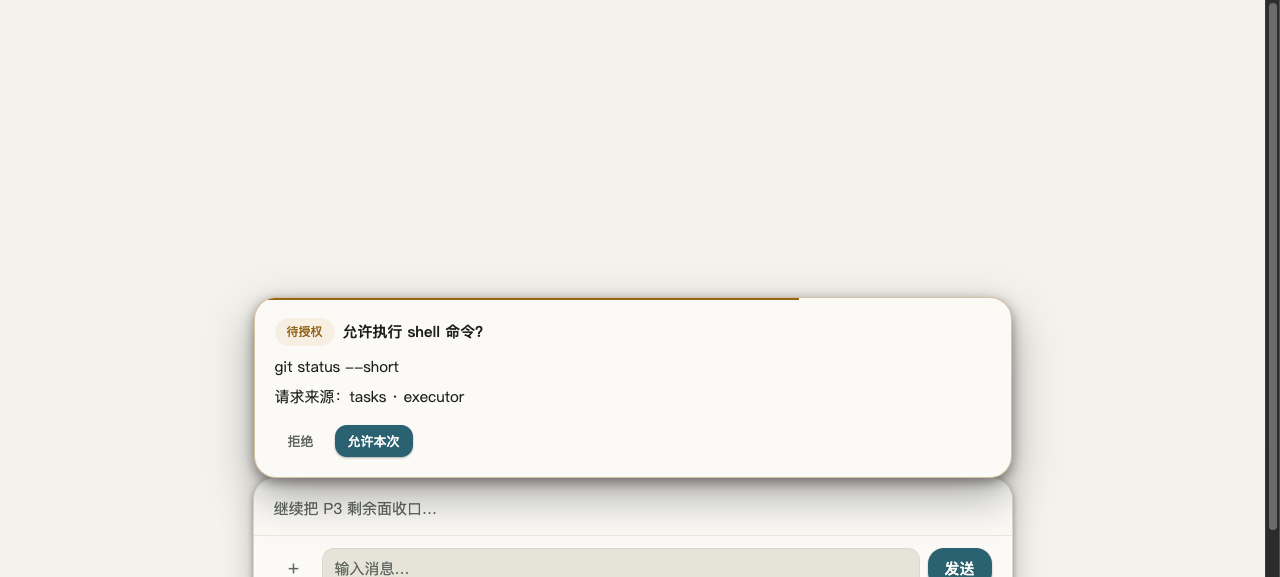 待授权 允许执行 shell 命令?
git status --short
请求来源：tasks · executor
拒绝 允许本次
继续把 P3 剩余面收口…
+ 输入消息… 发送